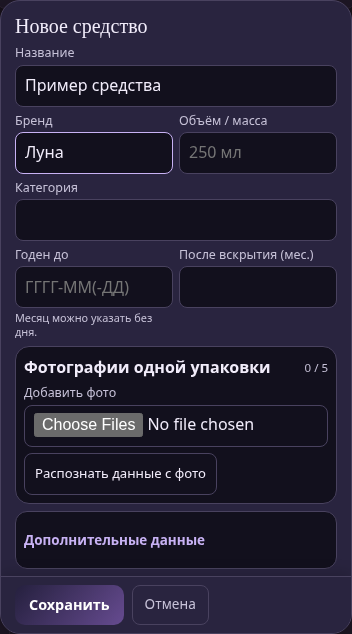 Новое средство
Название
Пример средства
Бренд
Объём / масса
Луна
250 мл
Категория
Годен до
После вскрытия (мес.)
ГГГГ-ММ(-ДД)
Месяц можно указать без
дня.
Фотографии одной упаковки
0 / 5
Добавить фото
Choose Files No file chosen
Распознать данные с фото
Дополнительные данные
Сохранить
Отмена